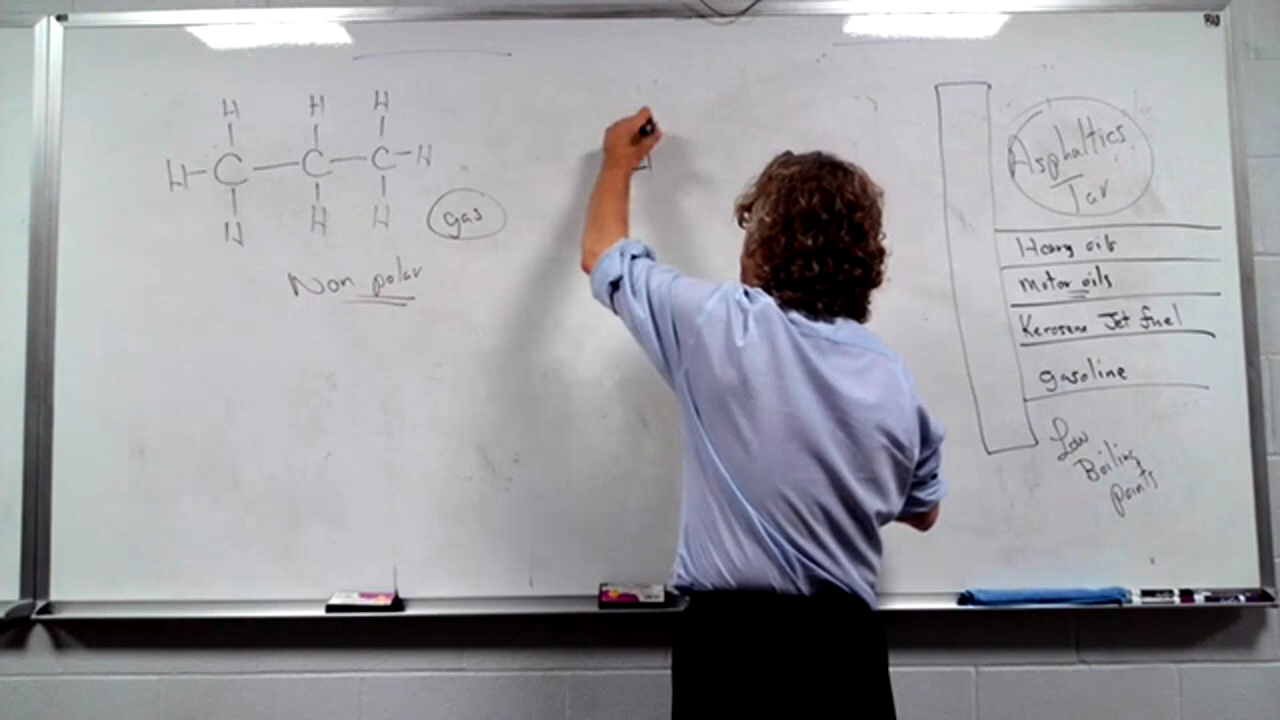 H H H
H-C-C-C-H
H H H
gas
Non polar
Asphaltics
Tar
Heavy oils
Motor oils
Kerosene Jet fuel
gasoline
Low
Boiling
points